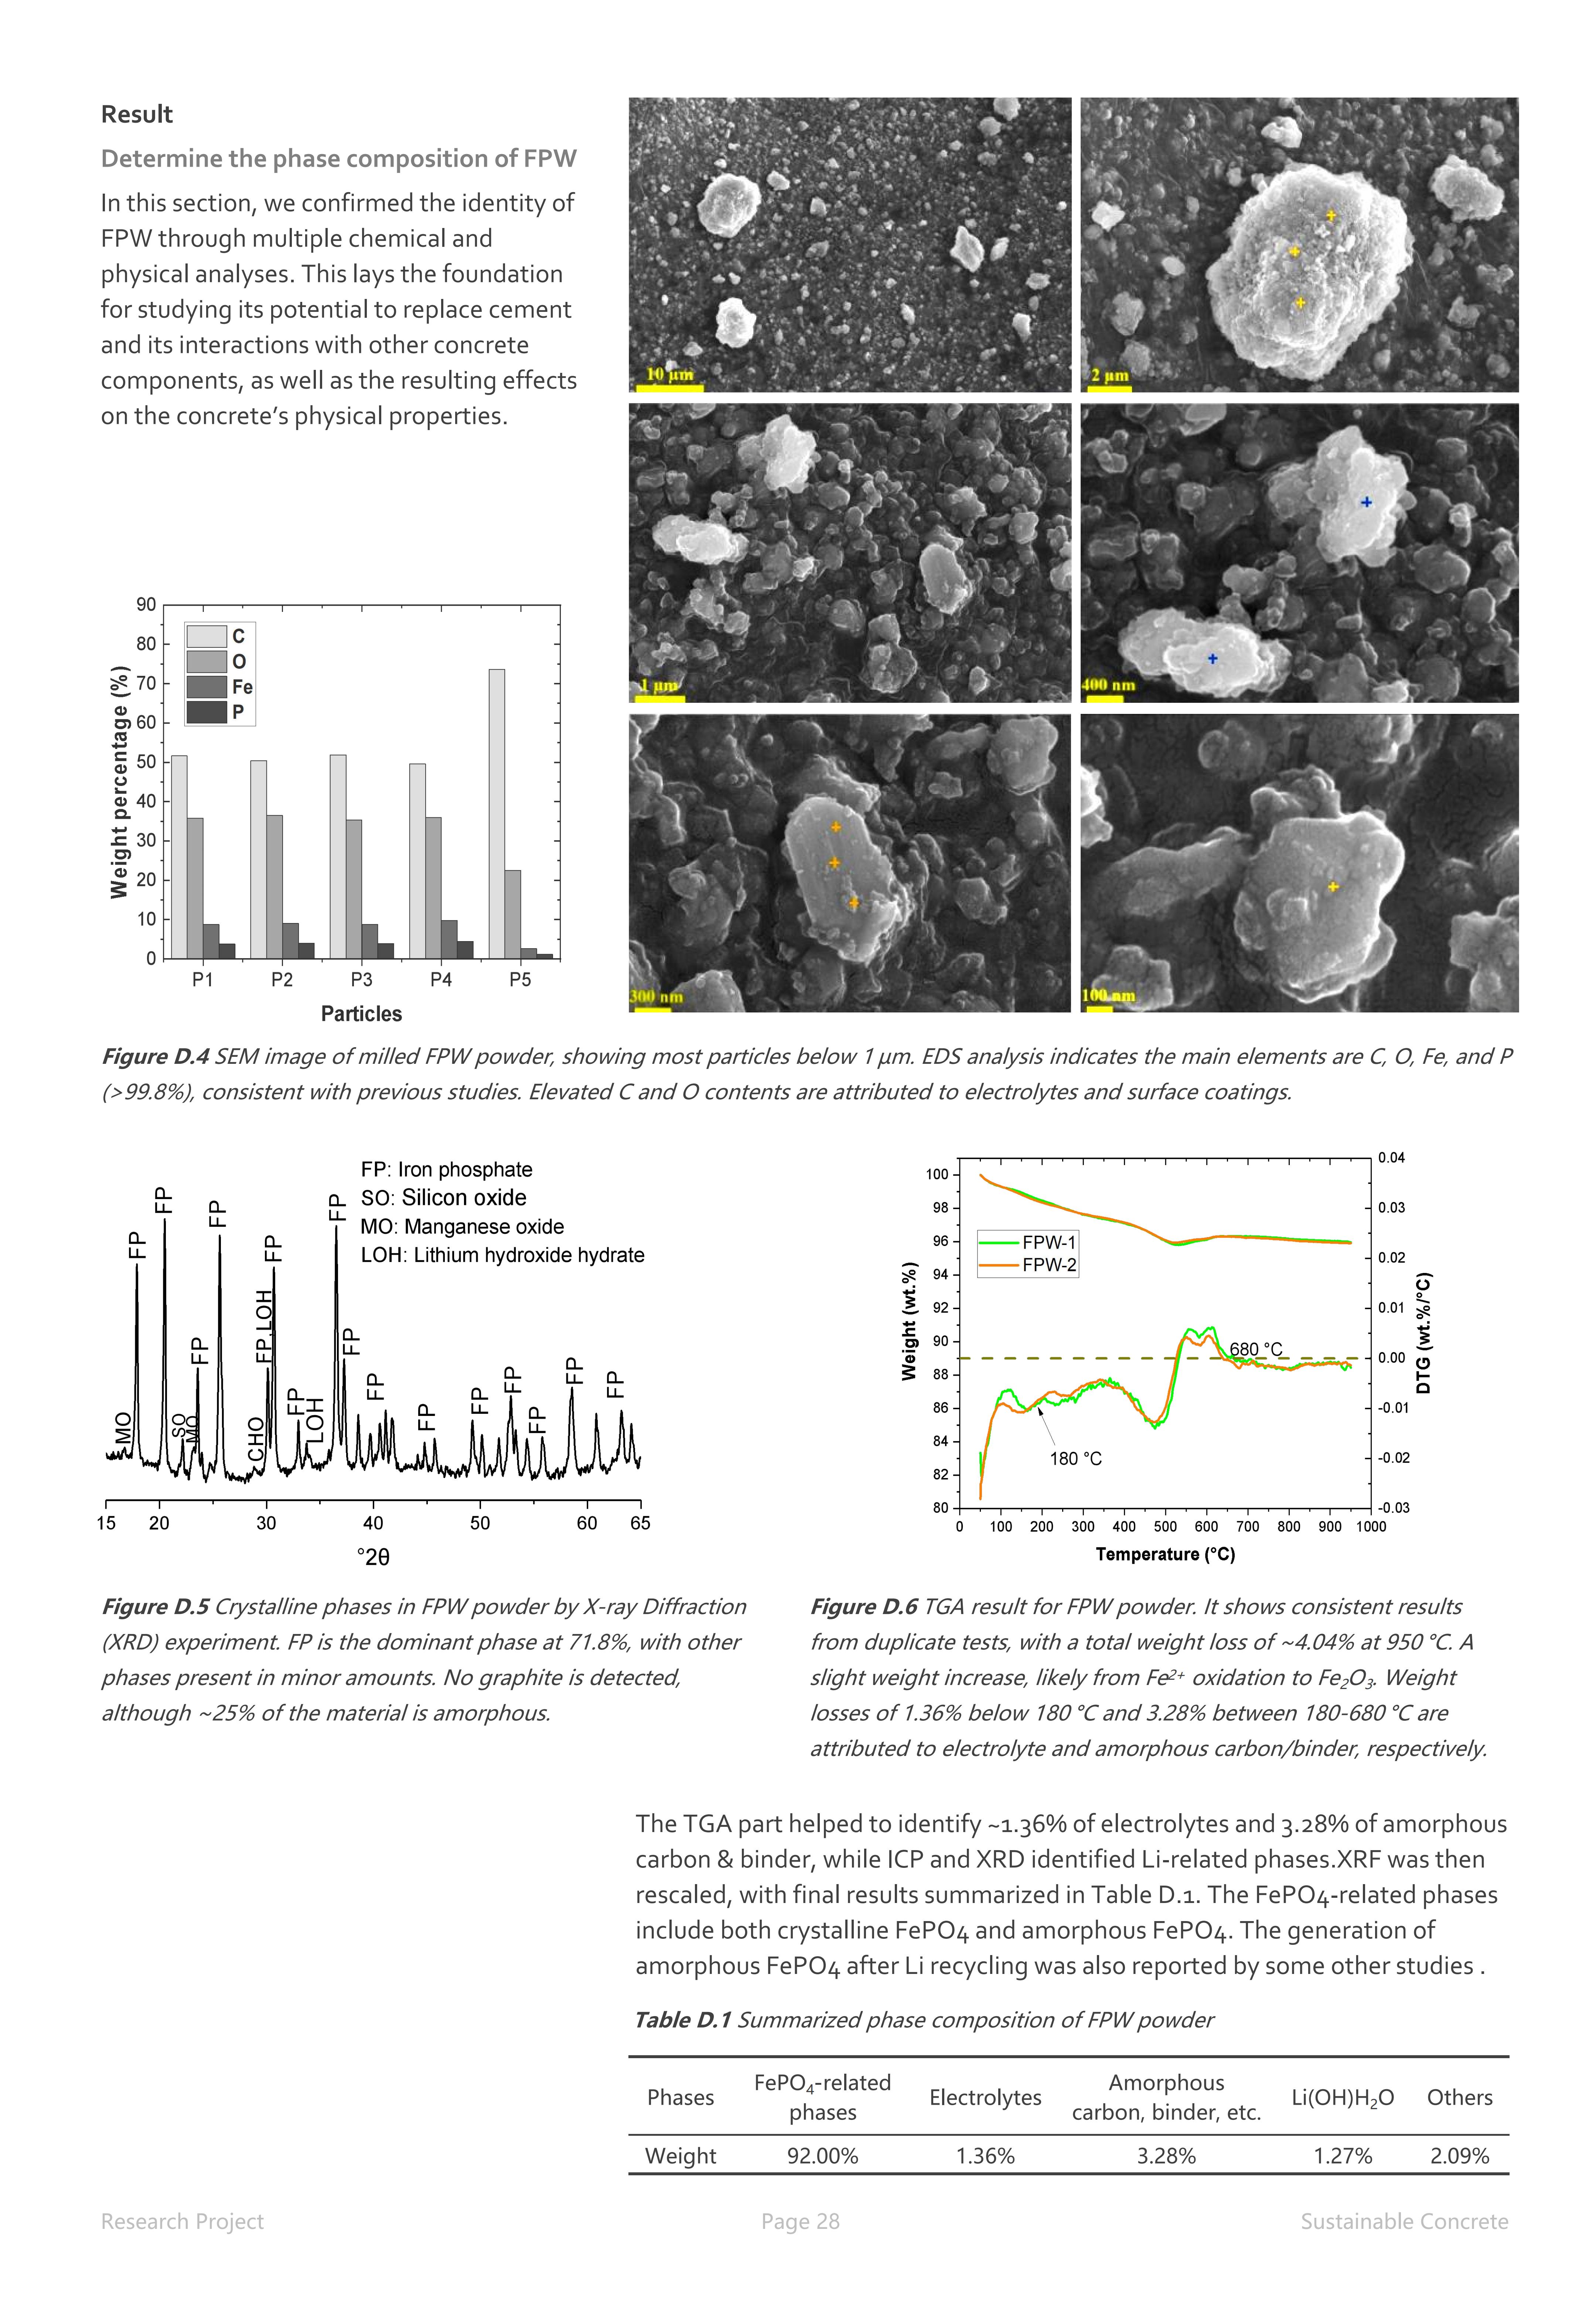 Result
Determine the phase composition of FPW
In this section, we confirmed the identity of
FPW through multiple chemical and
physical analyses. This lays the foundation
for studying its potential to replace cement
and its interactions with other concrete
components, as well as the resulting effects
on the concrete's physical properties.
10 µm
2 µm
1 µm
400 nm
300 nm
100 nm
90
80
70
60
50
40
30
20
10
0
Weight percentage (%)
C
O
Fe
P
P1 P2 P3 P4 P5
Particles
Figure D.4 SEM image of milled FPW powder, showing most particles below 1 µm. EDS analysis indicates the main elements are C, O, Fe, and P
(>99.8%), consistent with previous studies. Elevated C and O contents are attributed to electrolytes and surface coatings.
FP: Iron phosphate
SO: Silicon oxide
MO: Manganese oxide
LOH: Lithium hydroxide hydrate
MO
FP
FP
SO
MO
FP
FP
CHO
FP,LOH
FP
FP
LOH
FP
FP
FP
FP
FP
FP
FP
FP
FP
15 20 30 40 50 60 65
°2θ
Figure D.5 Crystalline phases in FPW powder by X-ray Diffraction
(XRD) experiment. FP is the dominant phase at 71.8%, with other
phases present in minor amounts. No graphite is detected,
although ~25% of the material is amorphous.
100
98
96
94
92
90
88
86
84
82
80
Weight (wt.%)
FPW-1
FPW-2
680 °C
180 °C
0.04
0.03
0.02
0.01
0.00
-0.01
-0.02
-0.03
DTG (wt.%/°C)
0 100 200 300 400 500 600 700 800 900 1000
Temperature (°C)
Figure D.6 TGA result for FPW powder. It shows consistent results
from duplicate tests, with a total weight loss of ~4.04% at 950 °C. A
slight weight increase, likely from Fe²⁺ oxidation to Fe₂O₃. Weight
losses of 1.36% below 180 °C and 3.28% between 180-680 °C are
attributed to electrolyte and amorphous carbon/binder, respectively.
The TGA part helped to identify ~1.36% of electrolytes and 3.28% of amorphous
carbon & binder, while ICP and XRD identified Li-related phases.XRF was then
rescaled, with final results summarized in Table D.1. The FePO4-related phases
include both crystalline FePO4 and amorphous FePO4. The generation of
amorphous FePO4 after Li recycling was also reported by some other studies .
Table D.1 Summarized phase composition of FPW powder
Phases FePO₄-related phases Electrolytes Amorphous carbon, binder, etc. Li(OH)H₂O Others
Weight 92.00% 1.36% 3.28% 1.27% 2.09%
Research Project Page 28 Sustainable Concrete